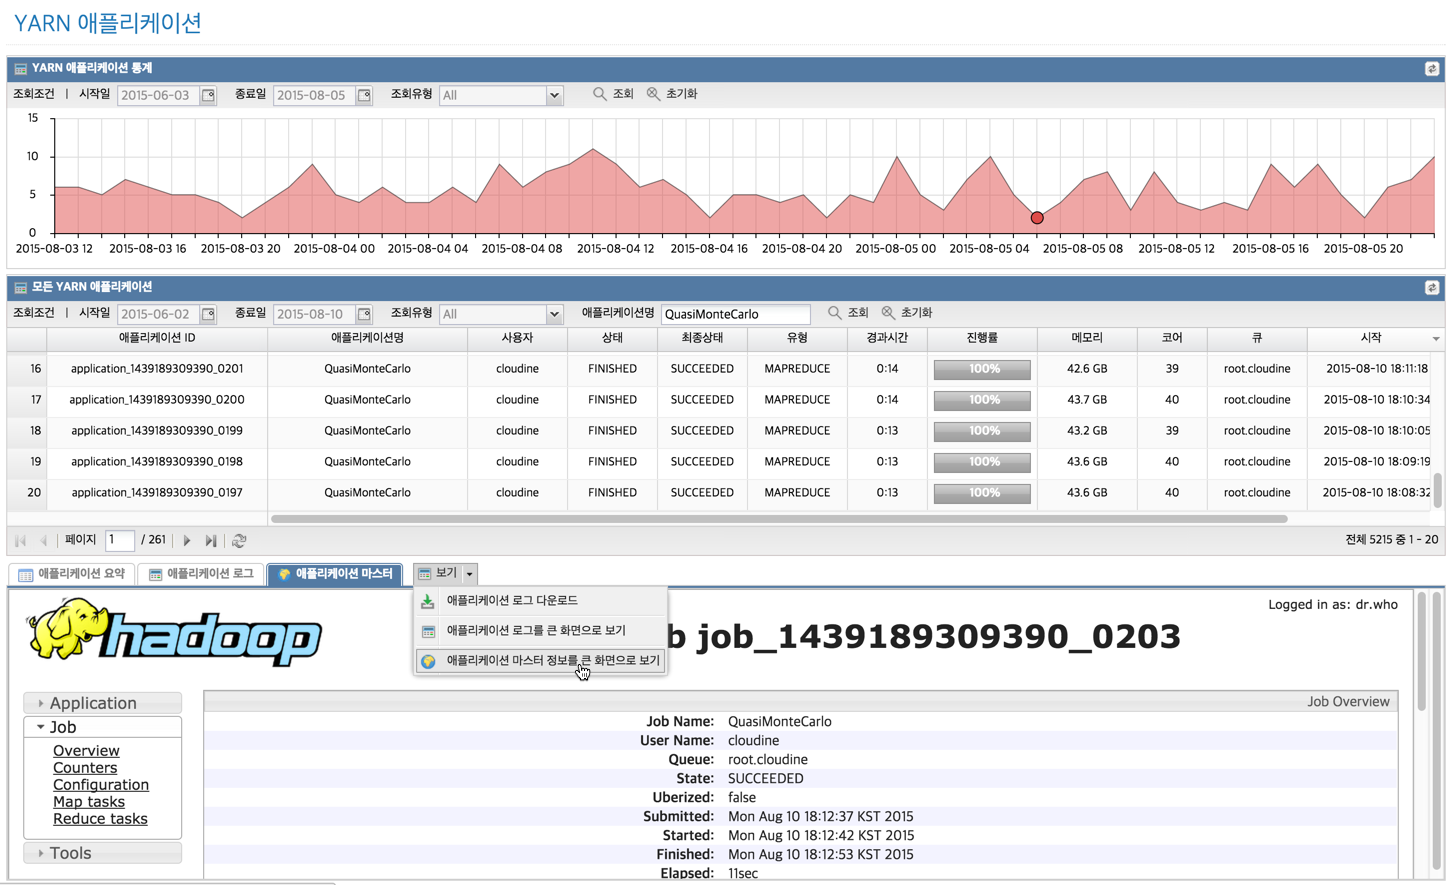 YARN 애플리케이션
YARN 애플리케이션 통계
조회조건 | 시작일 2015-06-03 종료일 2015-08-05 조회유형 All 조회 초기화
15
10
5
0
2015-08-03 12 2015-08-03 16 2015-08-03 20 2015-08-04 00 2015-08-04 04 2015-08-04 08 2015-08-04 12 2015-08-04 16 2015-08-04 20 2015-08-05 00 2015-08-05 04 2015-08-05 08 2015-08-05 12 2015-08-05 16 2015-08-05 20
모든 YARN 애플리케이션
조회조건 | 시작일 2015-06-02 종료일 2015-08-10 조회유형 All 애플리케이션명 QuasiMonteCarlo 조회 초기화
애플리케이션 ID 애플리케이션명 사용자 상태 최종상태 유형 경과시간 진행률 메모리 코어 큐 시작
16 application_1439189309390_0201 QuasiMonteCarlo cloudine FINISHED SUCCEEDED MAPREDUCE 0:14 100% 42.6 GB 39 root.cloudine 2015-08-10 18:11:18
17 application_1439189309390_0200 QuasiMonteCarlo cloudine FINISHED SUCCEEDED MAPREDUCE 0:14 100% 43.7 GB 40 root.cloudine 2015-08-10 18:10:34
18 application_1439189309390_0199 QuasiMonteCarlo cloudine FINISHED SUCCEEDED MAPREDUCE 0:13 100% 43.2 GB 39 root.cloudine 2015-08-10 18:10:05
19 application_1439189309390_0198 QuasiMonteCarlo cloudine FINISHED SUCCEEDED MAPREDUCE 0:13 100% 43.6 GB 40 root.cloudine 2015-08-10 18:09:19
20 application_1439189309390_0197 QuasiMonteCarlo cloudine FINISHED SUCCEEDED MAPREDUCE 0:13 100% 43.6 GB 40 root.cloudine 2015-08-10 18:08:32
페이지 1 / 261 전체 5215 중 1 - 20
애플리케이션 요약 애플리케이션 로그 애플리케이션 마스터 보기
애플리케이션 로그 다운로드
애플리케이션 로그를 큰 화면으로 보기
애플리케이션 마스터 정보를 큰 화면으로 보기
Logged in as: dr.who
hadoop
b job_1439189309390_0203
Application
Job
Overview
Counters
Configuration
Map tasks
Reduce tasks
Tools
Job Overview
Job Name: QuasiMonteCarlo
User Name: cloudine
Queue: root.cloudine
State: SUCCEEDED
Uberized: false
Submitted: Mon Aug 10 18:12:37 KST 2015
Started: Mon Aug 10 18:12:42 KST 2015
Finished: Mon Aug 10 18:12:53 KST 2015
Elapsed: 11sec